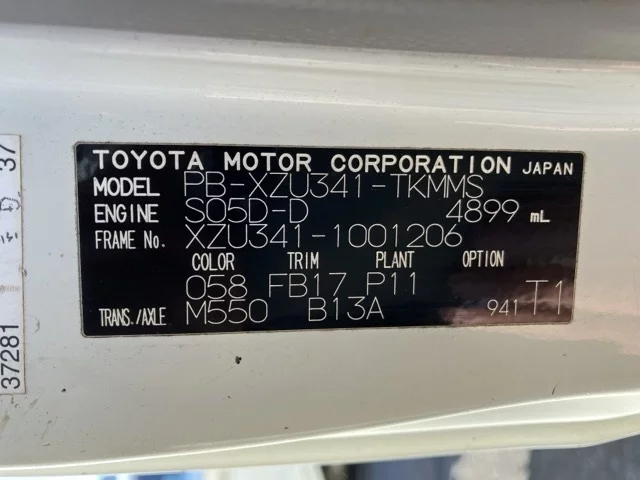 TOYOTA MOTOR CORPORATION JAPAN
MODEL PB-XZU341-TKMMS
ENGINE S05D-D 4899 mL
FRAME No. XZU341-1001206
COLOR TRIM PLANT OPTION
058 FB17 P11
TRANS./AXLE M550 B13A 941 T1
37281
37